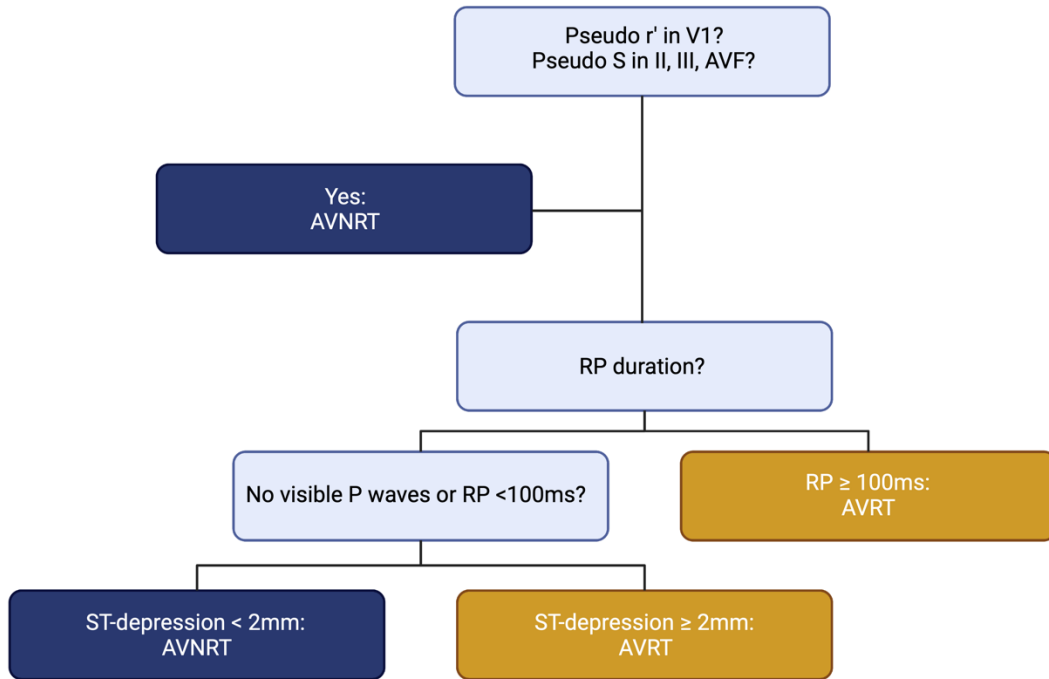 Pseudo r' in V1?
Pseudo S in II, III, AVF?
Yes:
AVNRT
RP duration?
No visible P waves or RP <100ms?
RP ≥ 100ms:
AVRT
ST-depression < 2mm:
AVNRT
ST-depression ≥ 2mm:
AVRT